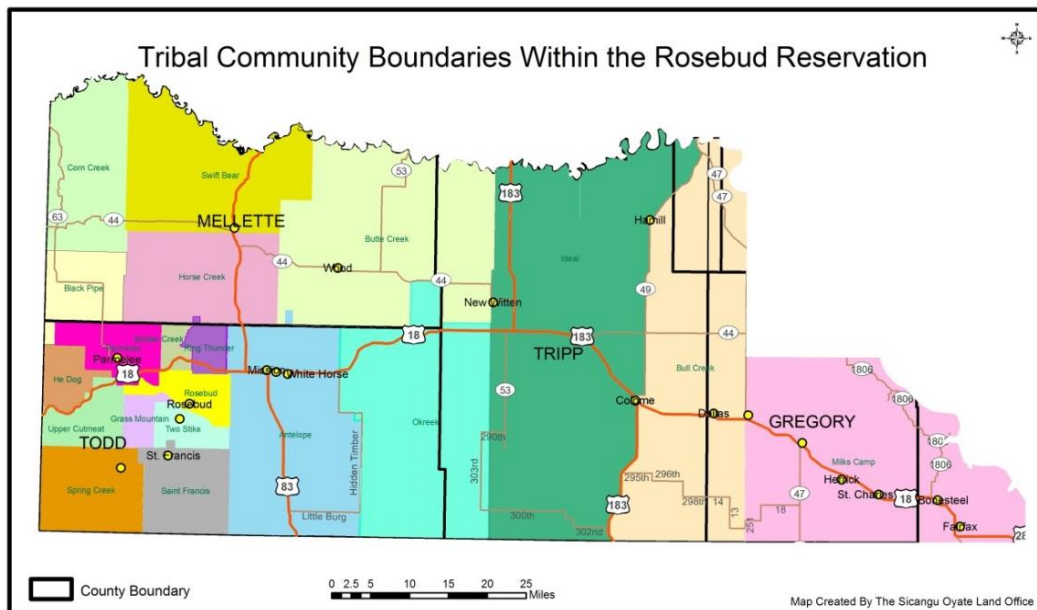 Tribal Community Boundaries Within the Rosebud Reservation
Corn Creek
Swift Bear
53
183
47
47
63
44
MELLETTE
Butte Creek
Hamill
Ideal
44
Wood
Horse Creek
44
Black Pipe
New Witten
49
18
183
44
TRIPP
Ring Thunder
Parmelee
18
He Dog
Mission
White Horse
Bull Creek
1806
1806
53
Rosebud
Rosebud
Colome
Dallas
GREGORY
Grass Mountain
Upper Cutmeat
Two Stike
Antelope
Okreek
TODD
290th
Milks Camp
1806
St. Francis
Hidden Timber
303rd
295th
296th
Herrick
47
St. Charles
18
Bonesteel
83
Spring Creek
Saint Francis
298th
14
13
18
251
Little Burg
300th
183
302nd
Fairfax
County Boundary
0 2.5 5 10 15 20 25
Miles
Map Created By The Sicangu Oyate Land Office